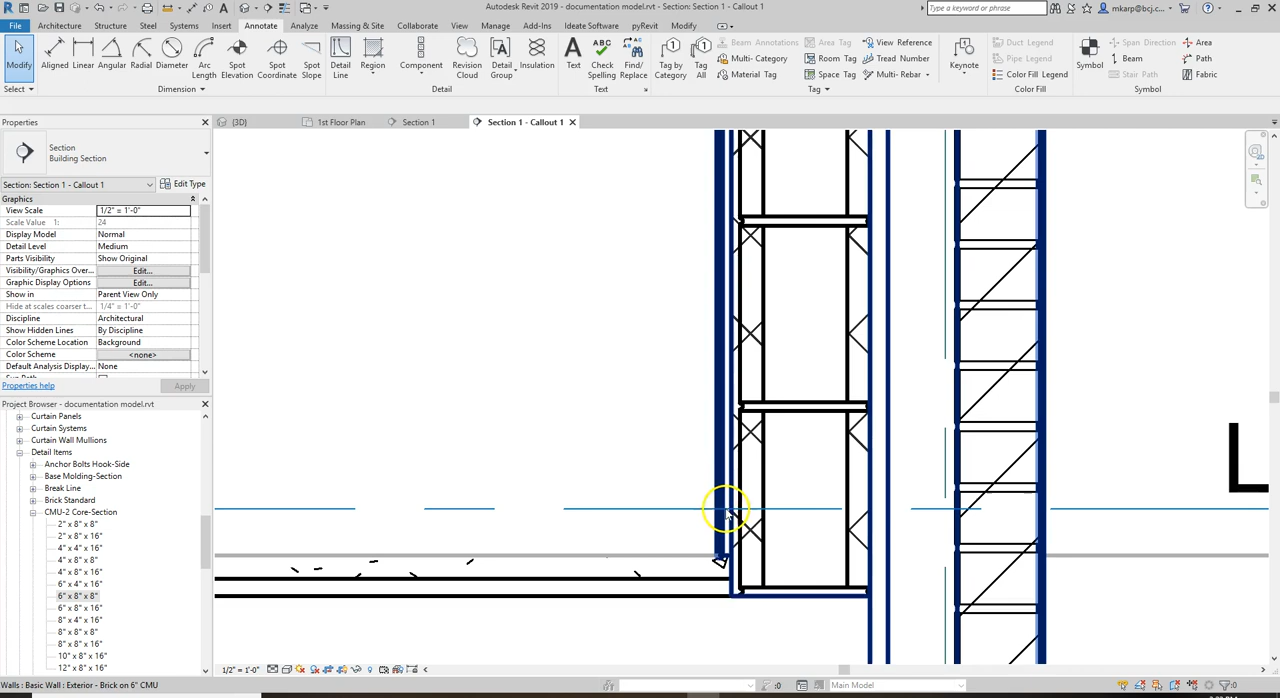 Autodesk Revit 2019 - documentation model.rvt - Section: Section 1 - Callout 1
Type a keyword or phrase
mkarp@bcj.c...
File Architecture Structure Steel Systems Insert Annotate Analyze Massing & Site Collaborate View Manage Add-Ins Ideate Software pyRevit Modify
Modify Aligned Linear Angular Radial Diameter Arc Length Spot Elevation Spot Coordinate Spot Slope Detail Line Region Component Revision Cloud Detail Group Insulation Text Check Spelling Find/ Replace Tag by Category Tag All
Beam Annotations Area Tag View Reference
Multi- Category Room Tag Tread Number
Material Tag Space Tag Multi-Rebar
Keynote
Duct Legend
Pipe Legend
Color Fill Legend
Symbol
Span Direction Area
Beam Path
Stair Path Fabric
Select Dimension Detail Text Tag Color Fill Symbol
Properties
{3D} 1st Floor Plan Section 1 Section 1 - Callout 1
Section
Building Section
Section: Section 1 - Callout 1 Edit Type
Graphics
View Scale 1/2" = 1'-0"
Scale Value 1: 24
Display Model Normal
Detail Level Medium
Parts Visibility Show Original
Visibility/Graphics Over... Edit...
Graphic Display Options Edit...
Show in Parent View Only
Hide at scales coarser t... 1/4" = 1'-0"
Discipline Architectural
Show Hidden Lines By Discipline
Color Scheme Location Background
Color Scheme <none>
Default Analysis Display... None
Properties help Apply
Project Browser - documentation model.rvt
Curtain Panels
Curtain Systems
Curtain Wall Mullions
Detail Items
Anchor Bolts Hook-Side
Base Molding-Section
Break Line
Brick Standard
CMU-2 Core-Section
2" x 8" x 8"
2" x 8" x 16"
4" x 4" x 16"
4" x 8" x 8"
4" x 8" x 16"
6" x 4" x 16"
6" x 8" x 8"
6" x 8" x 16"
8" x 4" x 16"
8" x 8" x 8"
8" x 8" x 16"
10" x 8" x 16"
12" x 8" x 16"
L
1/2" = 1'-0"
Walls : Basic Wall : Exterior - Brick on 6" CMU
:0 Main Model :0